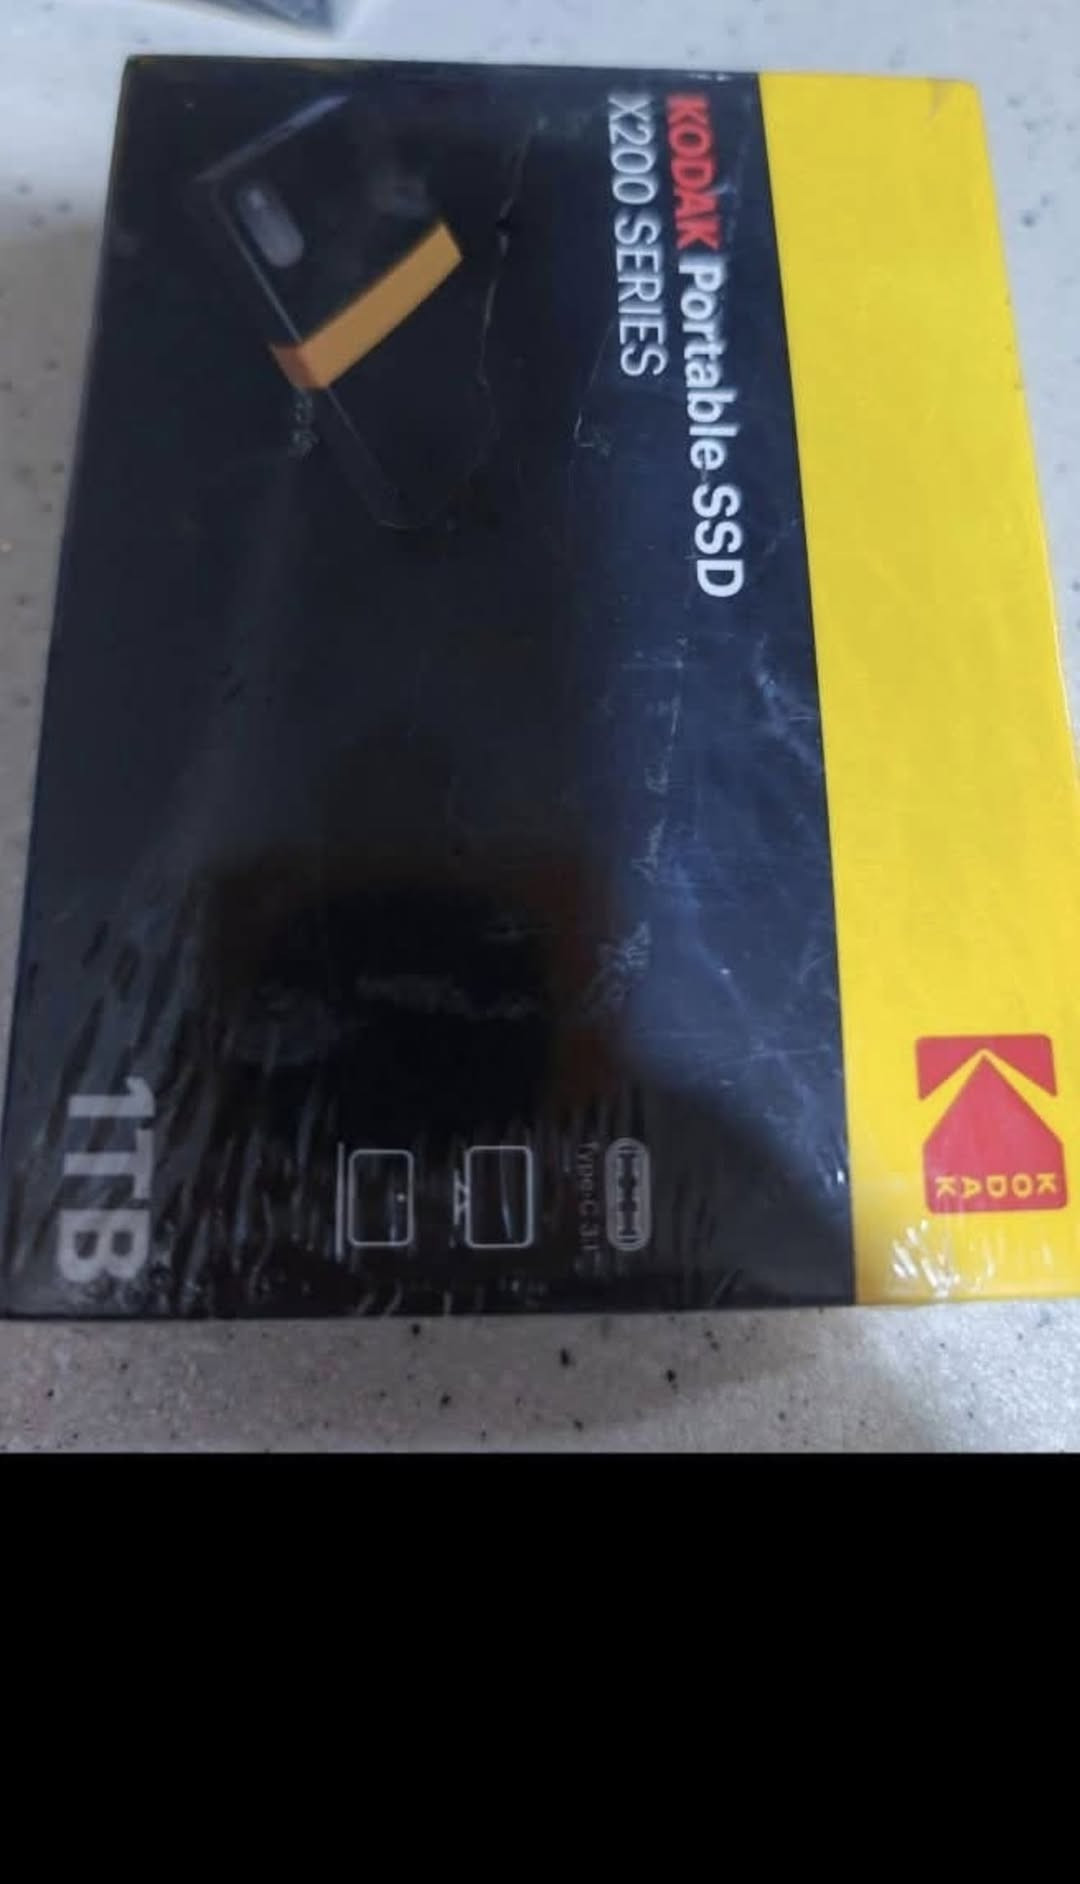 KODAK Portable SSD
X200 SERIES
KODAK
Type-C 3.1
1TB